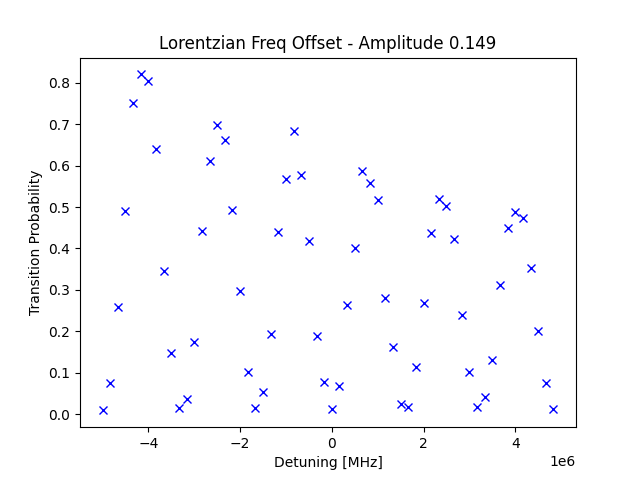 Lorentzian Freq Offset - Amplitude 0.149
Transition Probability
0.8
0.7
0.6
0.5
0.4
0.3
0.2
0.1
0.0
−4 −2 0 2 4
1e6
Detuning [MHz]